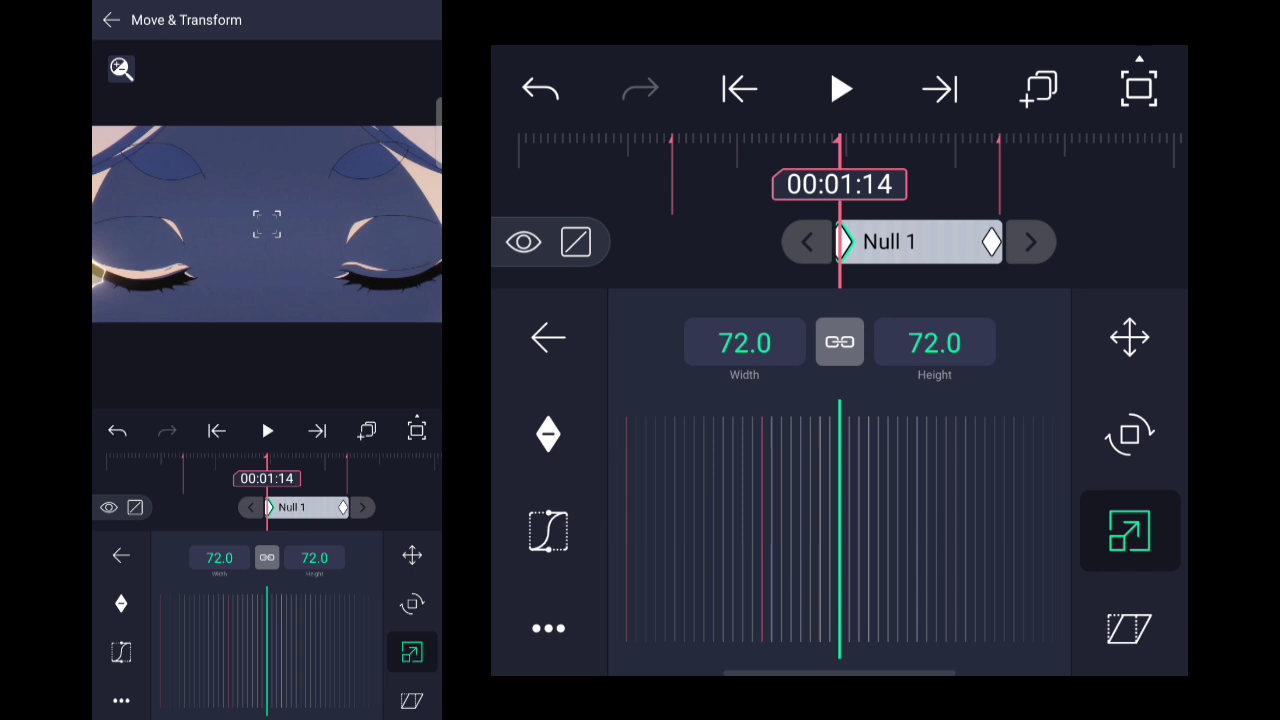 Move & Transform
00:01:14
Null 1
72.0
72.0
Width
Height
00:01:14
Null 1
72.0
72.0
Width
Height